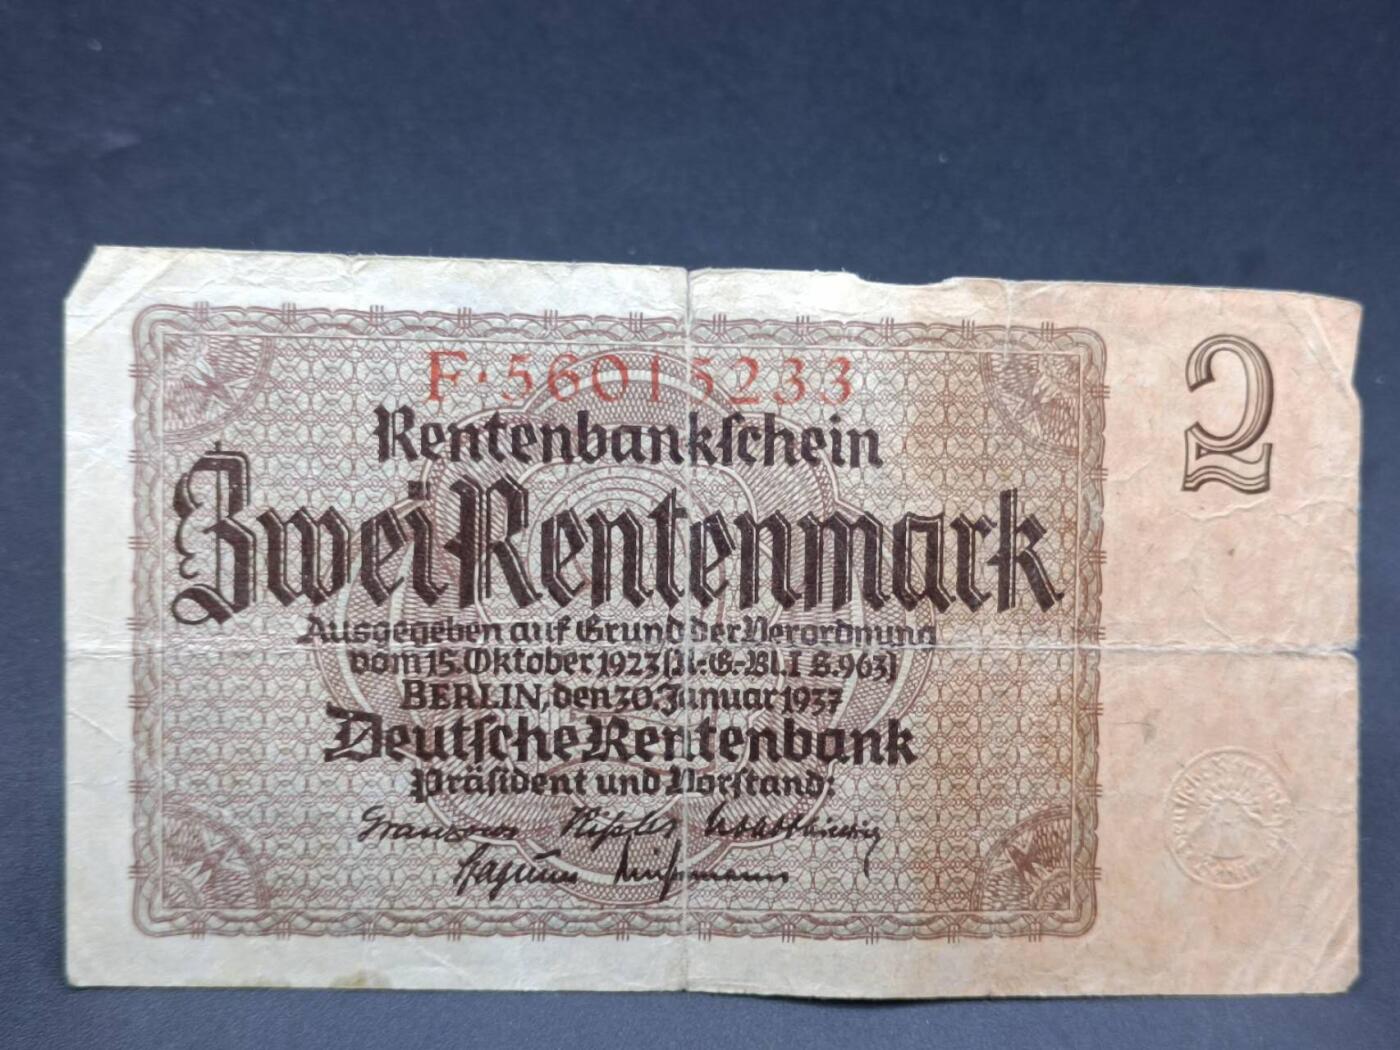 F·56015233
Rentenbankschein
2
Zwei Rentenmark
Ausgegeben auf Grund der Verordnung
vom 15. Oktober 1923 (R.-G.-Bl. I S. 963)
BERLIN, den 30. Januar 1937
Deutsche Rentenbank
Präsident und Vorstand: